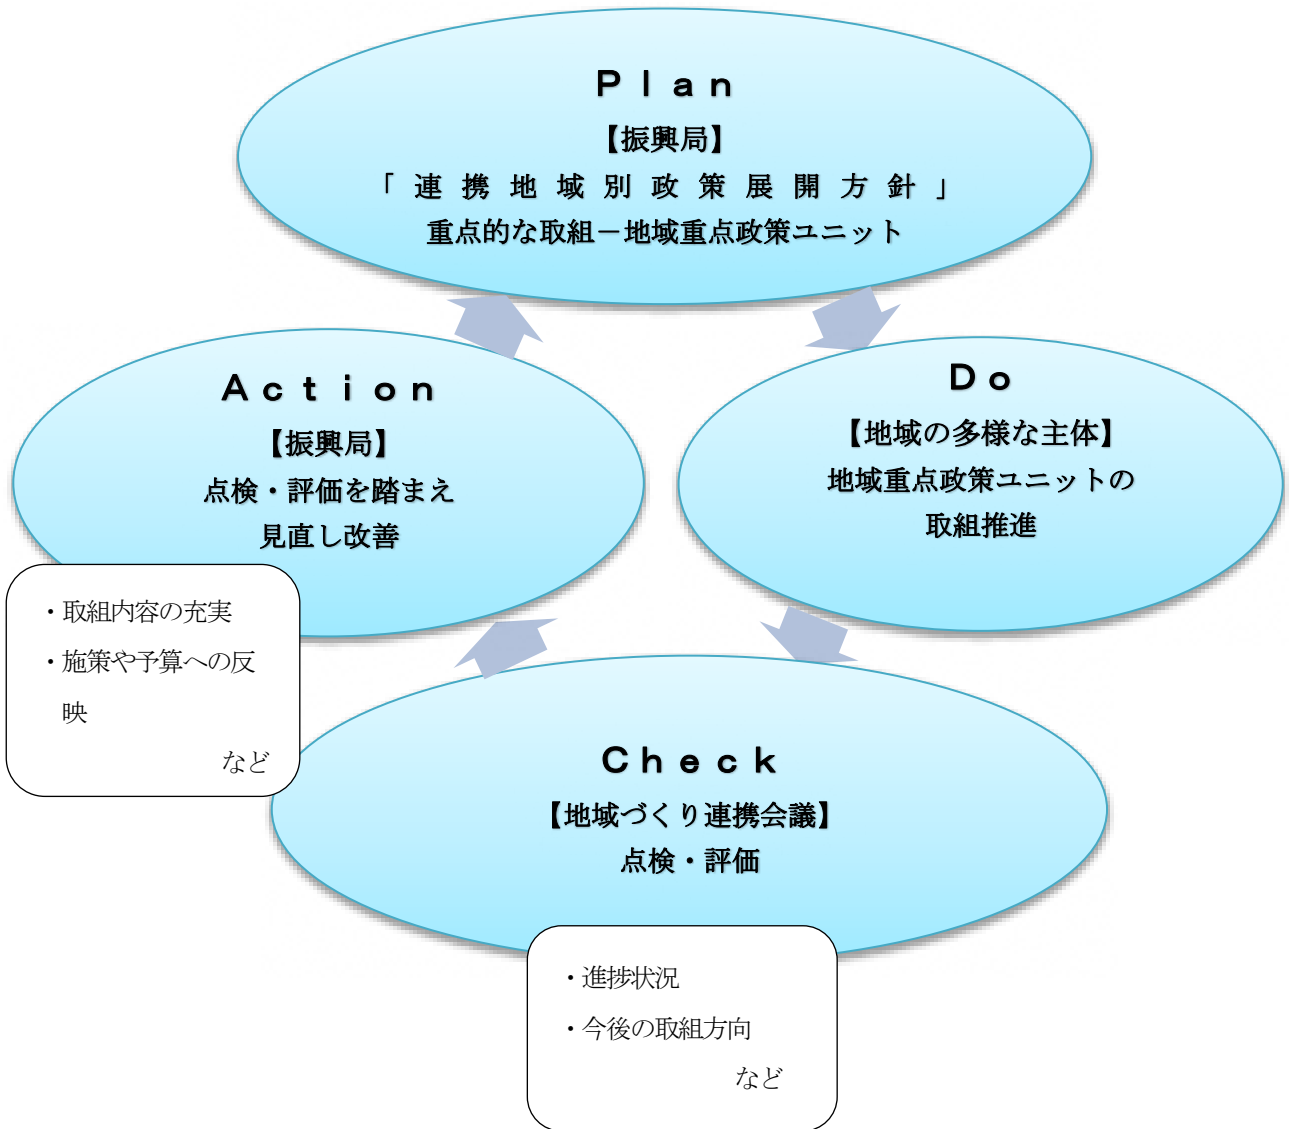 Ｐｌａｎ
【振興局】
「連携地域別政策展開方針」
重点的な取組－地域重点政策ユニット
Ｄｏ
【地域の多様な主体】
地域重点政策ユニットの
取組推進
Ｃｈｅｃｋ
【地域づくり連携会議】
点検・評価
・進捗状況
・今後の取組方向
など
Ａｃｔｉｏｎ
【振興局】
点検・評価を踏まえ
見直し改善
・取組内容の充実
・施策や予算への反
映
など